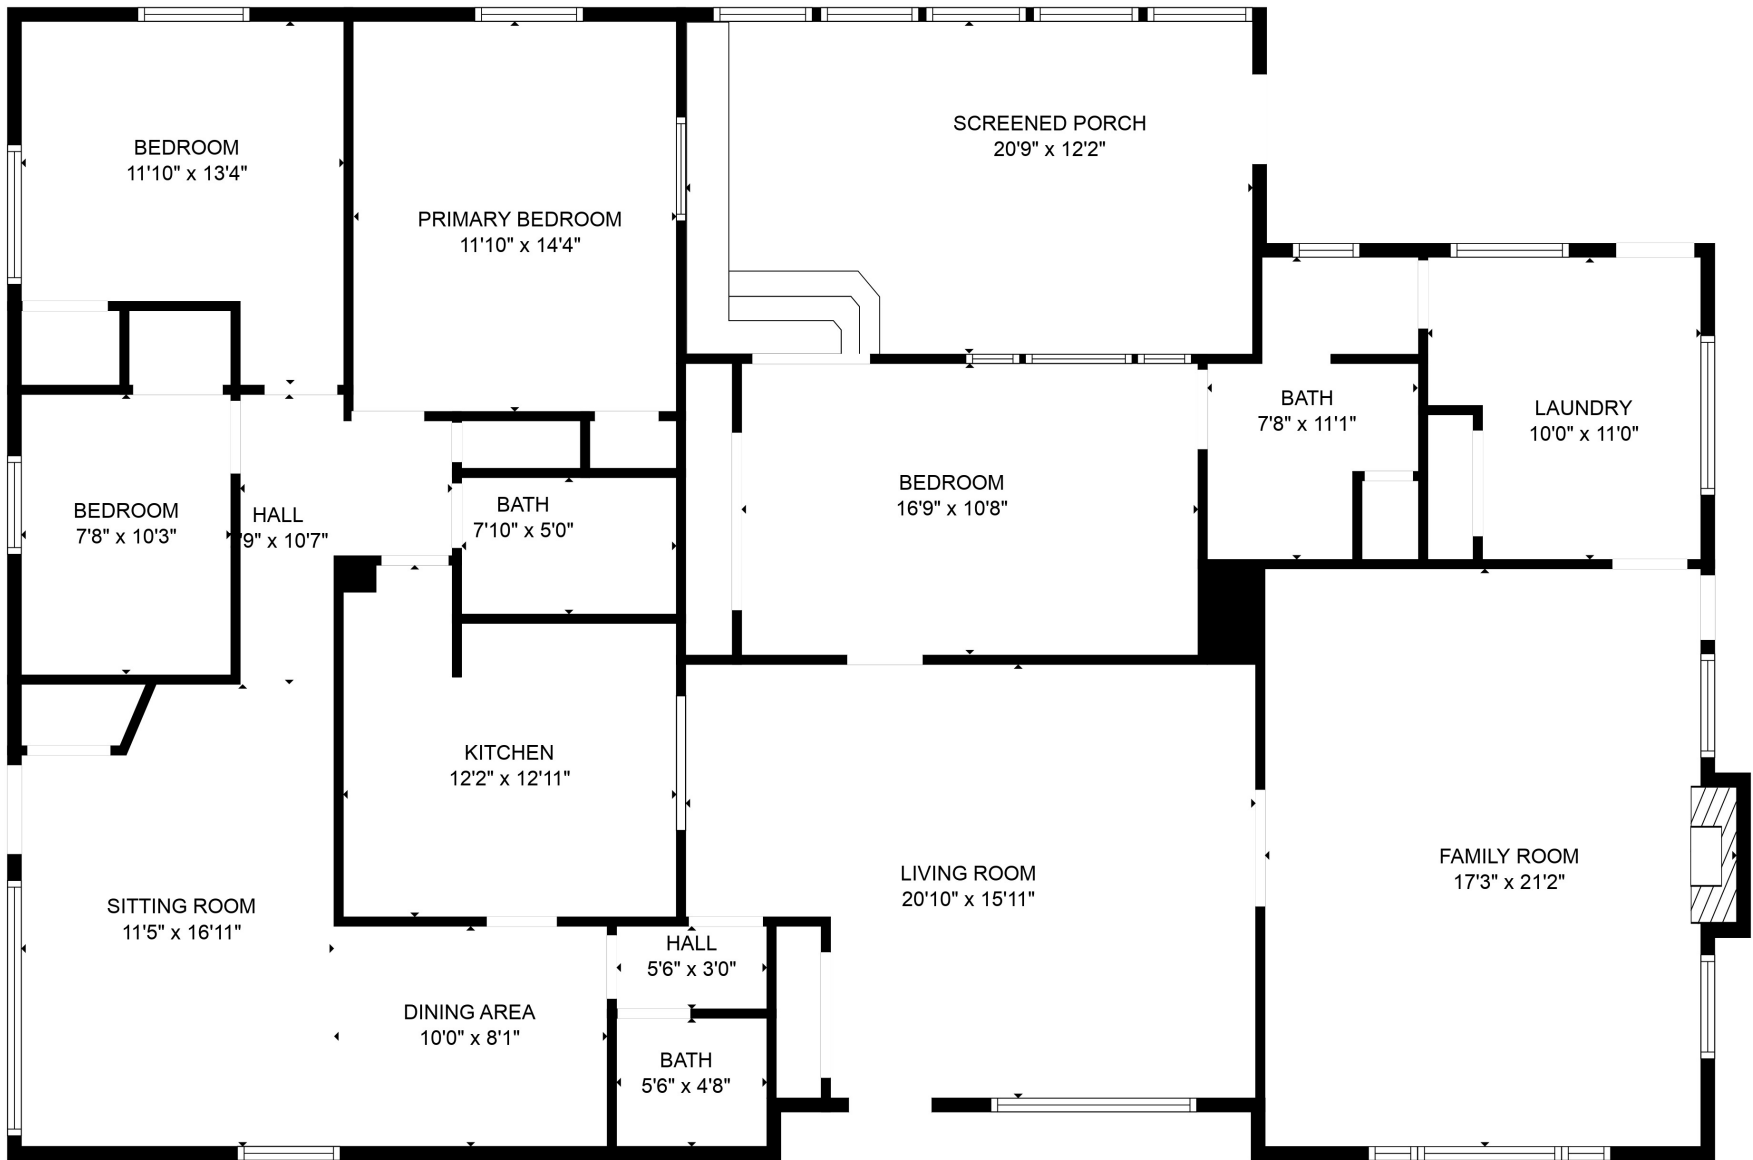 BEDROOM
11'10" x 13'4"
PRIMARY BEDROOM
11'10" x 14'4"
SCREENED PORCH
20'9" x 12'2"
BEDROOM
7'8" x 10'3"
HALL
'9" x 10'7"
BATH
7'10" x 5'0"
BEDROOM
16'9" x 10'8"
BATH
7'8" x 11'1"
LAUNDRY
10'0" x 11'0"
KITCHEN
12'2" x 12'11"
SITTING ROOM
11'5" x 16'11"
LIVING ROOM
20'10" x 15'11"
FAMILY ROOM
17'3" x 21'2"
HALL
5'6" x 3'0"
DINING AREA
10'0" x 8'1"
BATH
5'6" x 4'8"